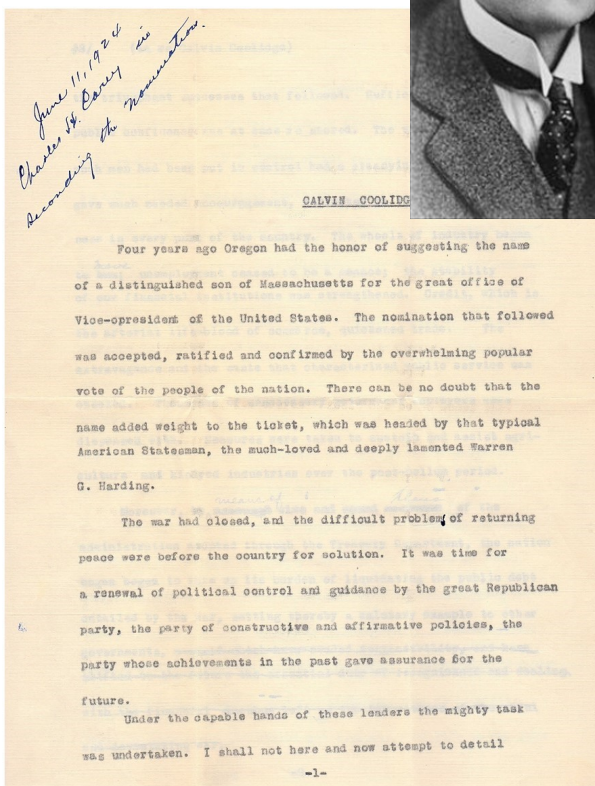 June 11, 1924
Charles H. Carey in
seconding the nomination.
CALVIN COOLIDG
Four years ago Oregon had the honor of suggesting the name
of a distinguished son of Massachusetts for the great office of
Vice-opresident of the United States. The nomination that followed
was accepted, ratified and confirmed by the overwhelming popular
vote of the people of the nation. There can be no doubt that the
name added weight to the ticket, which was headed by that typical
American Statesman, the much-loved and deeply lamented Warren
G. Harding.
The war had closed, and the difficult problem of returning
peace were before the country for solution. It was time for
a renewal of political control and guidance by the great Republican
party, the party of constructive and affirmative policies, the
party whose achievements in the past gave assurance for the
future.
Under the capable hands of these leaders the mighty task
was undertaken. I shall not here and now attempt to detail
-1-